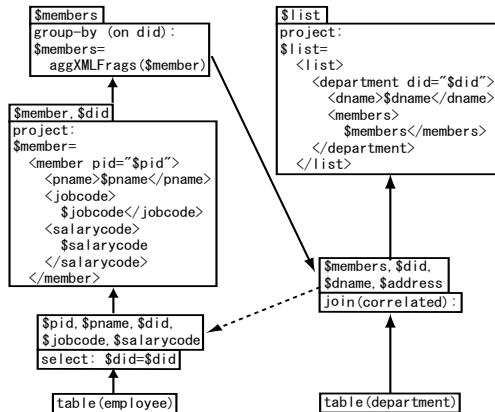 $members
group-by (on did):
$members=
aggXMLFrags($member)
$member, $did
project:
$member=
<member pid="$pid">
<pname>$pname</pname>
<jobcode>
$jobcode</jobcode>
<salarycode>
$salarycode
</salarycode>
</member>
$pid, $pname, $did,
$jobcode, $salarycode
select: $did=$did
table(employee)
$list
project:
$list=
<list>
<department did="$did">
<dname>$dname</dname>
<members>
$members</members>
</department>
</list>
$members, $did,
$dname, $address
join(correlated):
table(department)